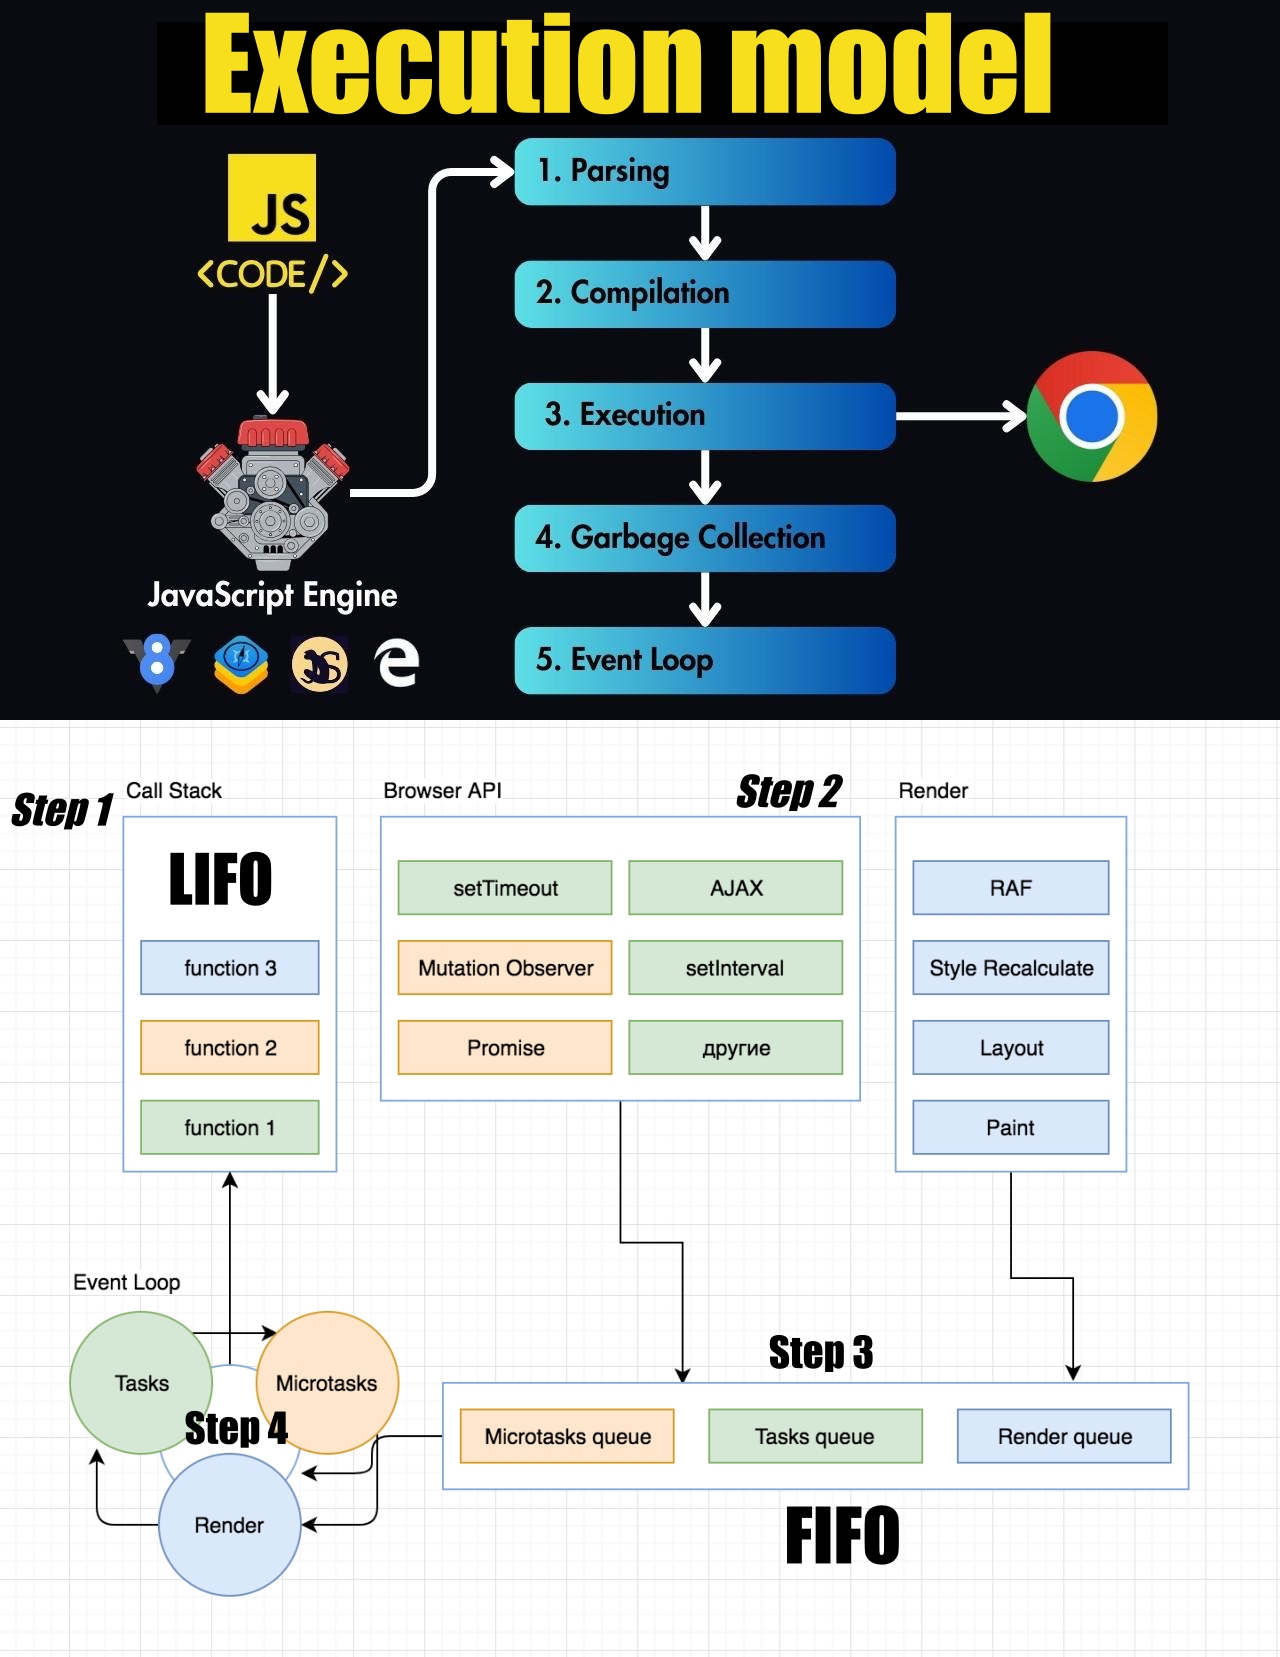 Execution model
JS
<CODE/>
1. Parsing
2. Compilation
3. Execution
4. Garbage Collection
5. Event Loop
JavaScript Engine
8
JS
e
Step 1
Call Stack
LIFO
function 3
function 2
function 1
Browser API
Step 2
setTimeout
AJAX
Mutation Observer
setInterval
Promise
другие
Render
RAF
Style Recalculate
Layout
Paint
Event Loop
Tasks
Microtasks
Step 4
Render
Step 3
Microtasks queue
Tasks queue
Render queue
FIFO